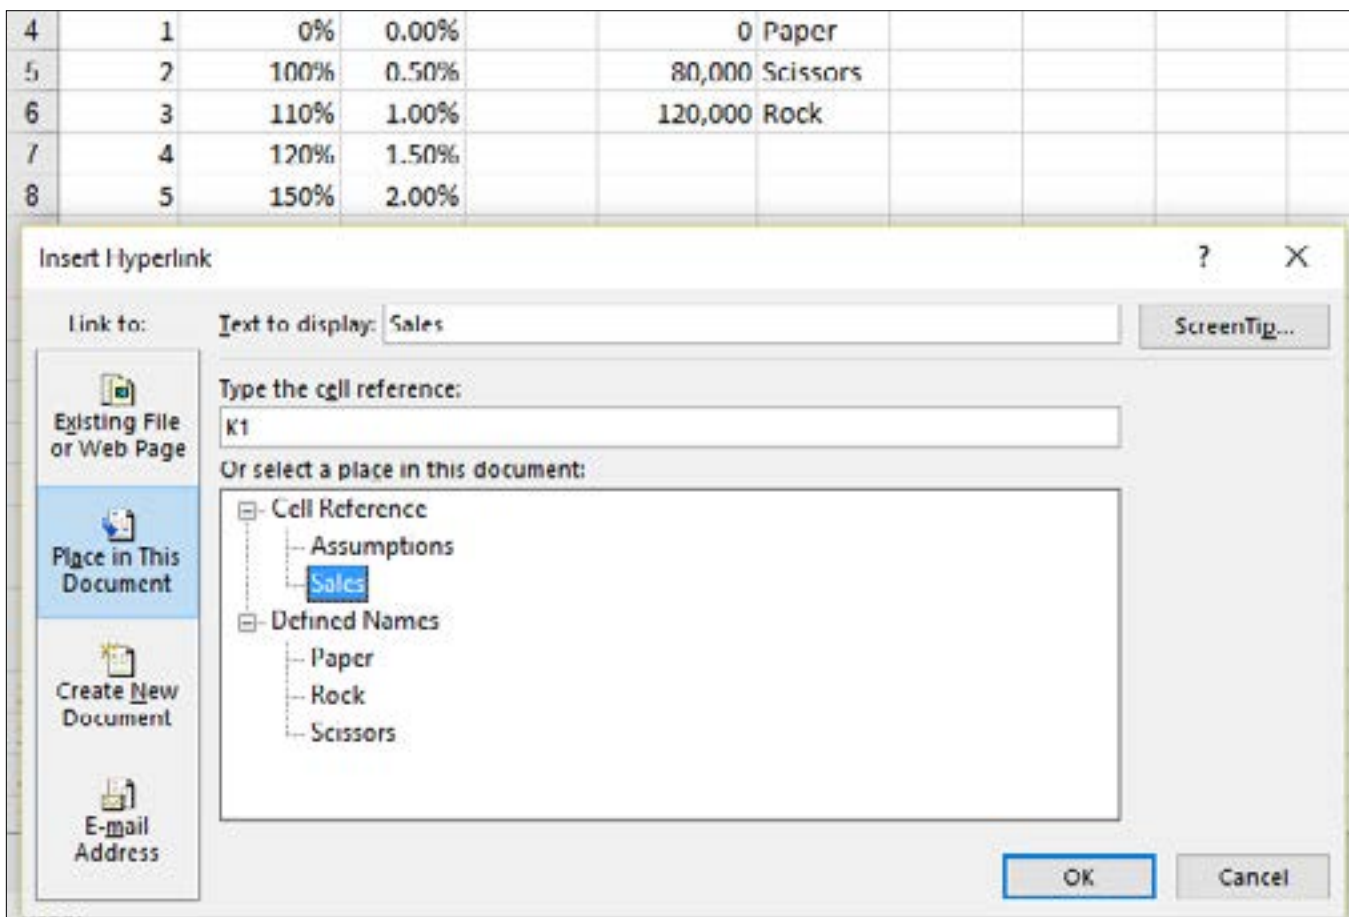 4 1 0% 0.00% 0 Paper
5 2 100% 0.50% 80,000 Scissors
6 3 110% 1.00% 120,000 Rock
7 4 120% 1.50%
8 5 150% 2.00%
Insert Hyperlink ? X
Link to:
Text to display: Sales
ScreenTip...
Existing File
or Web Page
Place in This
Document
Create New
Document
E-mail
Address
Type the cell reference:
K1
Or select a place in this document:
Cell Reference
Assumptions
Sales
Defined Names
Paper
Rock
Scissors
OK
Cancel